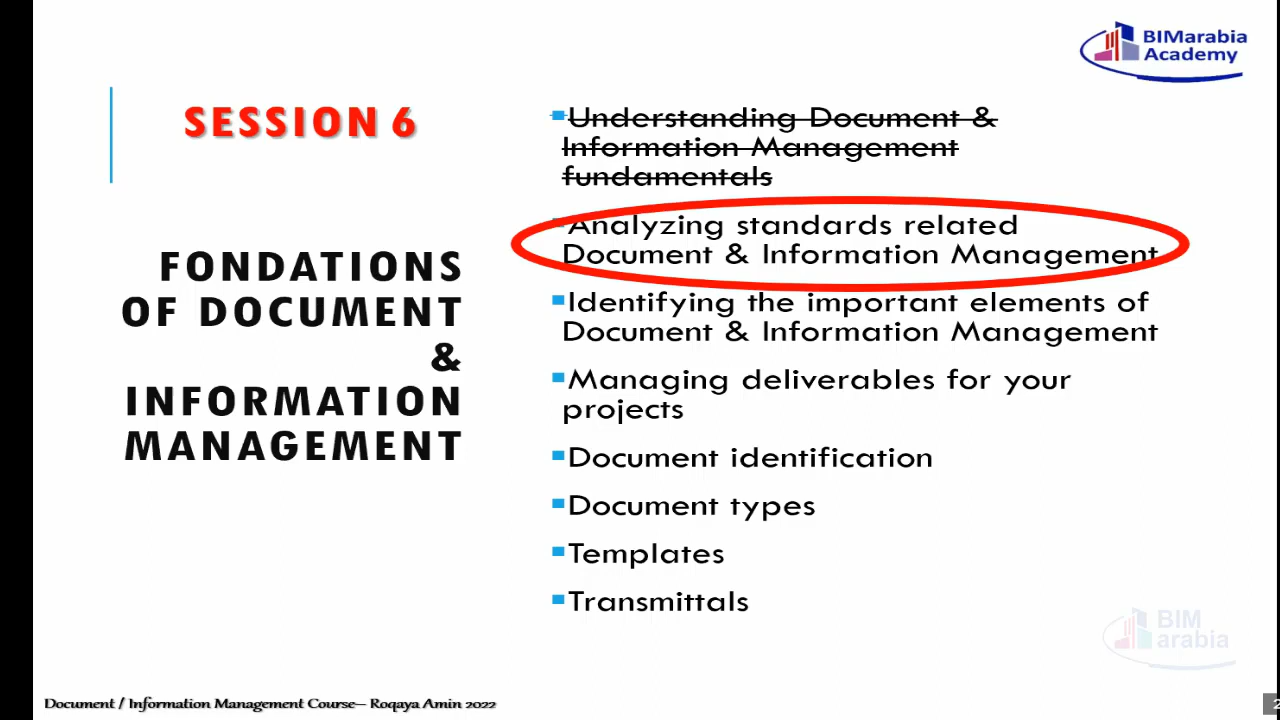 BIMarabia
Academy
SESSION 6
FONDATIONS
OF DOCUMENT
&
INFORMATION
MANAGEMENT
Understanding Document &
Information Management
fundamentals
Analyzing standards related
Document & Information Management
Identifying the important elements of
Document & Information Management
Managing deliverables for your
projects
Document identification
Document types
Templates
Transmittals
BIM
arabia
Document / Information Management Course– Roqaya Amin 2022
2